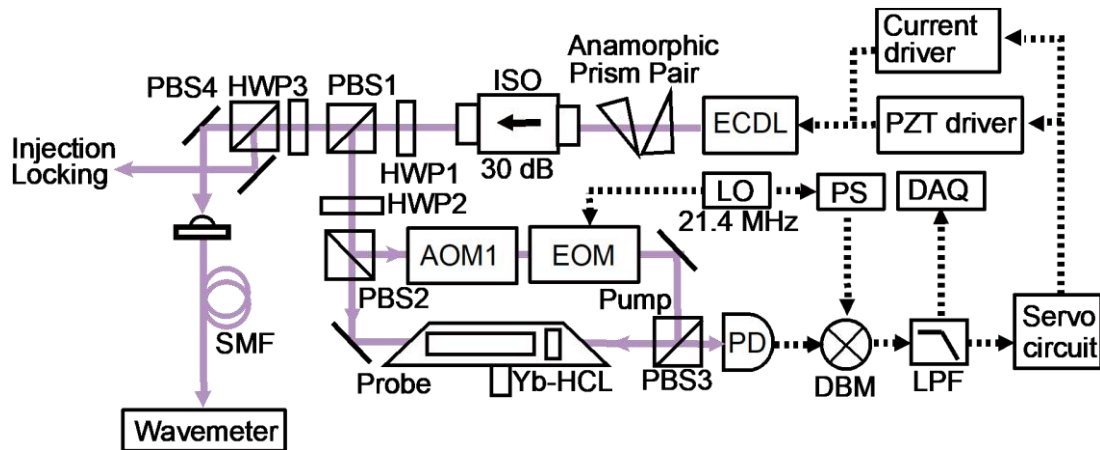 Current
driver
Anamorphic
Prism Pair
ISO
PBS4
HWP3
PBS1
ECDL
PZT driver
Injection
Locking
30 dB
HWP1
HWP2
LO
PS
DAQ
21.4 MHz
AOM1
EOM
PBS2
Pump
SMF
PD
Servo
circuit
Probe
Yb-HCL
PBS3
DBM
LPF
Wavemeter